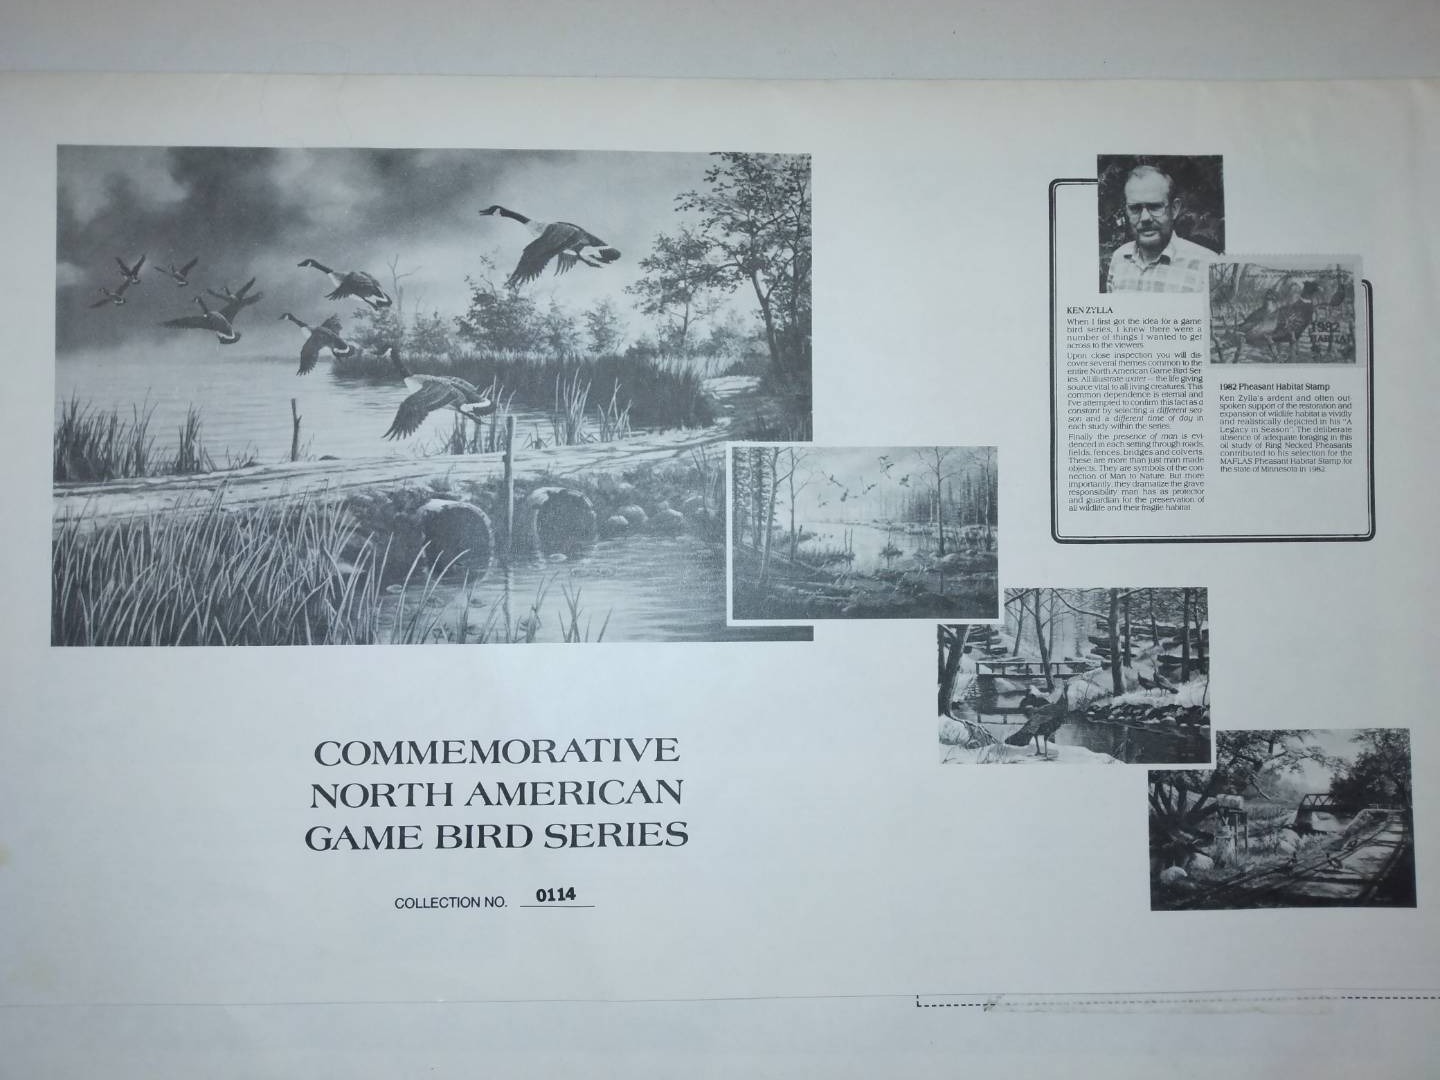 KEN ZYLLA
When I first got the idea for a game
bird series, I knew there were a
number of things I wanted to get
across to the viewers.
Upon close inspection you will dis-
cover several themes common to the
entire North American Game Bird Ser-
ies. All illustrate water — the life giving
source vital to all living creatures. This
common dependence is eternal and
I've attempted to confirm this fact as a
constant by selecting a different sea-
son and a different time of day in
each study within the series.
Finally the presence of man is evi-
denced in each setting through roads,
fields, fences, bridges and colverts.
These are more than just man made
objects. They are symbols of the con-
nection of Man to Nature. But more
importantly, they dramatize the grave
responsibility man has as protector
and guardian for the preservation of
all wildlife and their fragile habitat.
1982
HABITAT
1982 Pheasant Habitat Stamp
Ken Zylla's ardent and often out-
spoken support of the restoration and
expansion of wildlife habitat is vividly
and realistically depicted in his "A
Legacy in Season". The deliberate
absence of adequate foraging in this
oil study of Ring Necked Pheasants
contributed to his selection for the
MAFLAS Pheasant Habitat Stamp for
the state of Minnesota in 1982.
COMMEMORATIVE
NORTH AMERICAN
GAME BIRD SERIES
COLLECTION NO. 0114